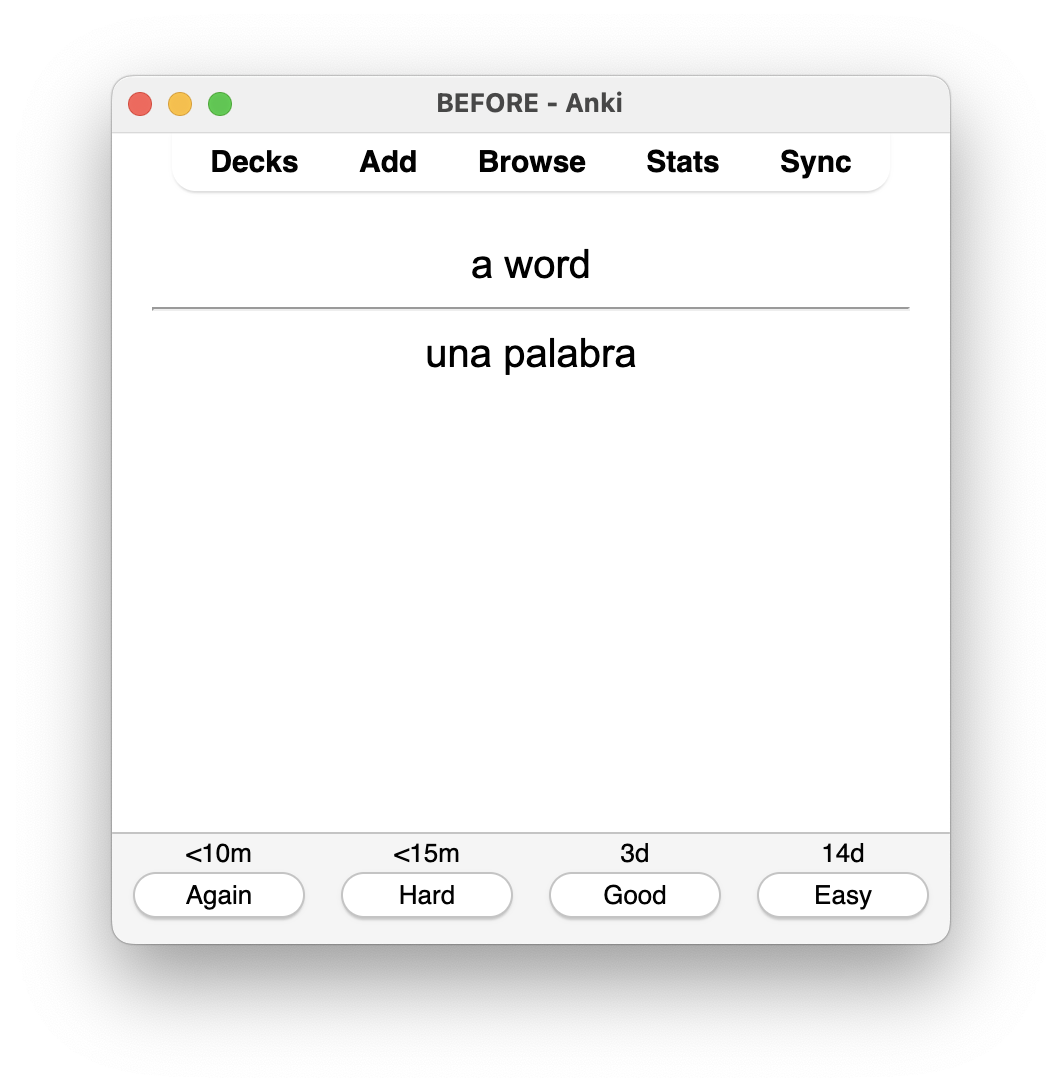 BEFORE - Anki
Decks Add Browse Stats Sync
a word
una palabra
<10m <15m 3d 14d
Again Hard Good Easy